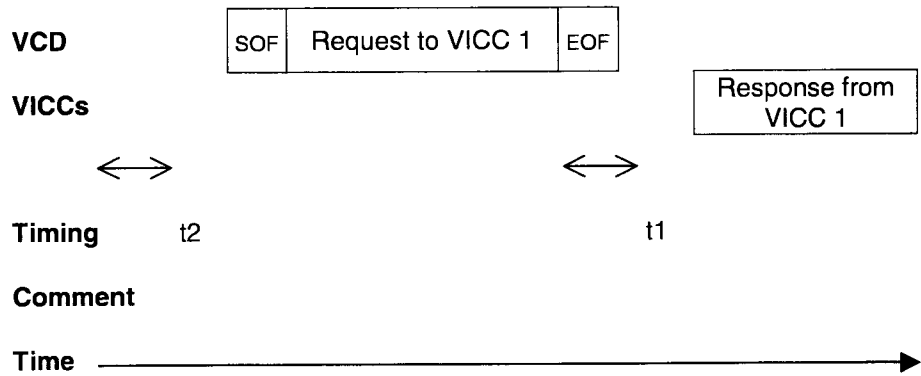 VCD SOF Request to VICC 1 EOF
VICCs Response from
VICC 1
Timing t2 t1
Comment
Time